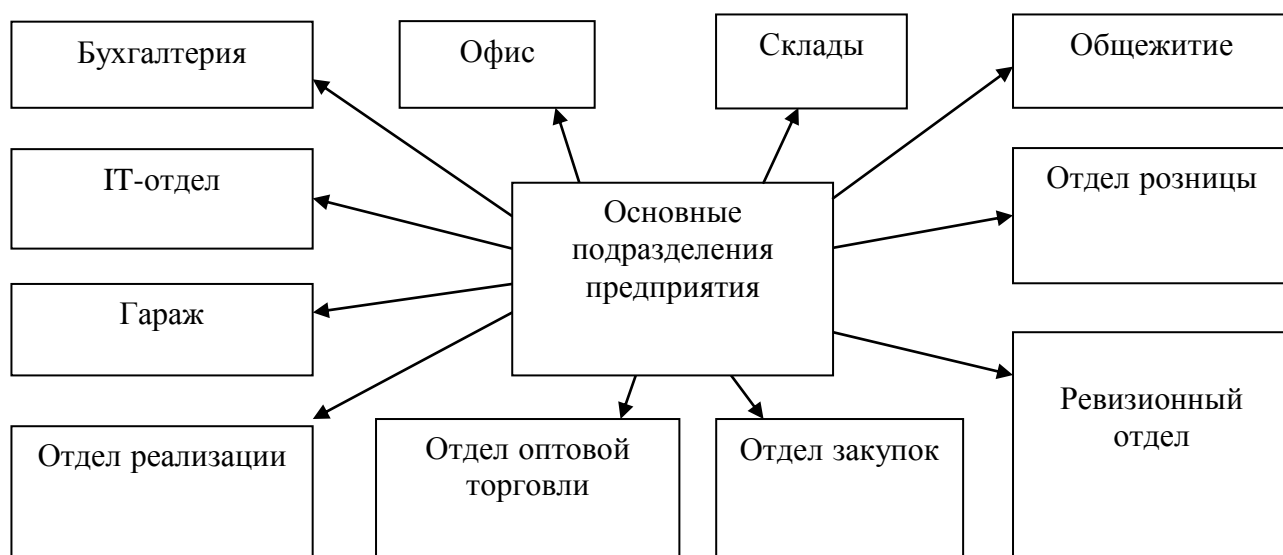 Бухгалтерия
Офис
Склады
Общежитие
IT-отдел
Основные
подразделения
предприятия
Отдел розницы
Гараж
Ревизионный
отдел
Отдел реализации
Отдел оптовой
торговли
Отдел закупок